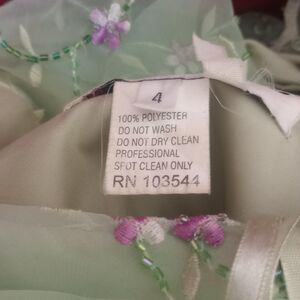 4
100% POLYESTER
DO NOT WASH
DO NOT DRY CLEAN
PROFESSIONAL
SPOT CLEAN ONLY
RN 103544